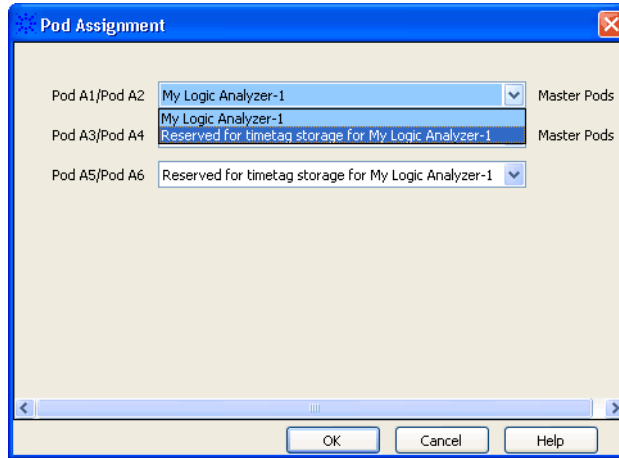 Pod Assignment
Pod A1/Pod A2 My Logic Analyzer-1 Master Pods
My Logic Analyzer-1
Pod A3/Pod A4 Reserved for timetag storage for My Logic Analyzer-1 Master Pods
Pod A5/Pod A6 Reserved for timetag storage for My Logic Analyzer-1
OK Cancel Help